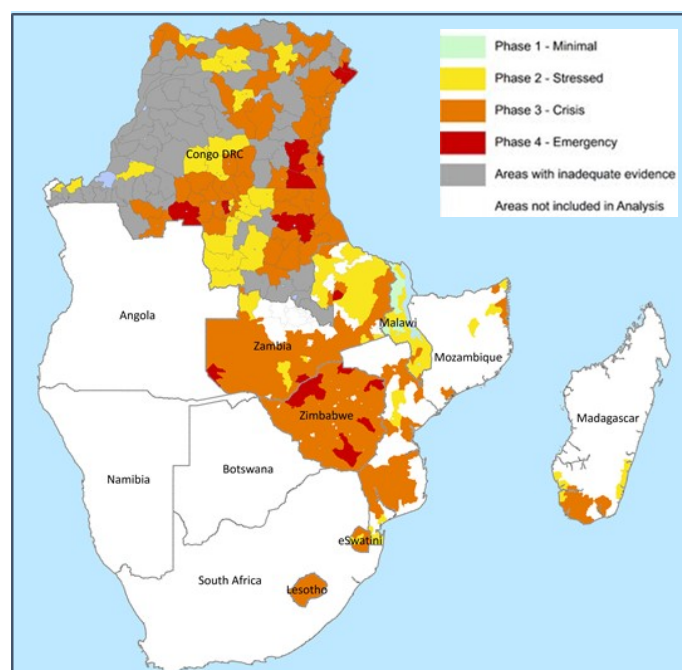 Phase 1 - Minimal
Phase 2 - Stressed
Phase 3 - Crisis
Phase 4 - Emergency
Areas with inadequate evidence
Areas not included in Analysis
Congo DRC
Angola
Malawi
Zambia
Mozambique
Zimbabwe
Madagascar
Namibia
Botswana
eSwatini
South Africa
Lesotho